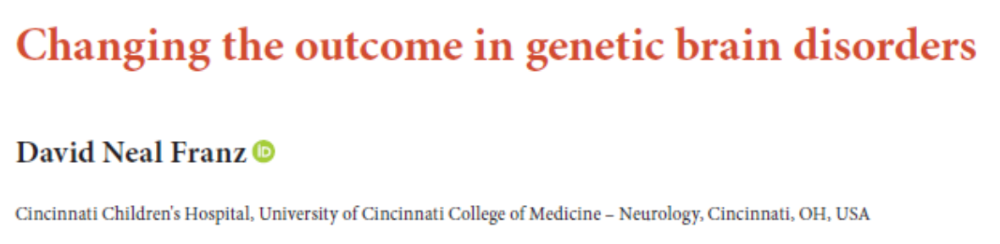 Changing the outcome in genetic brain disorders
David Neal Franz iD
Cincinnati Children's Hospital, University of Cincinnati College of Medicine – Neurology, Cincinnati, OH, USA